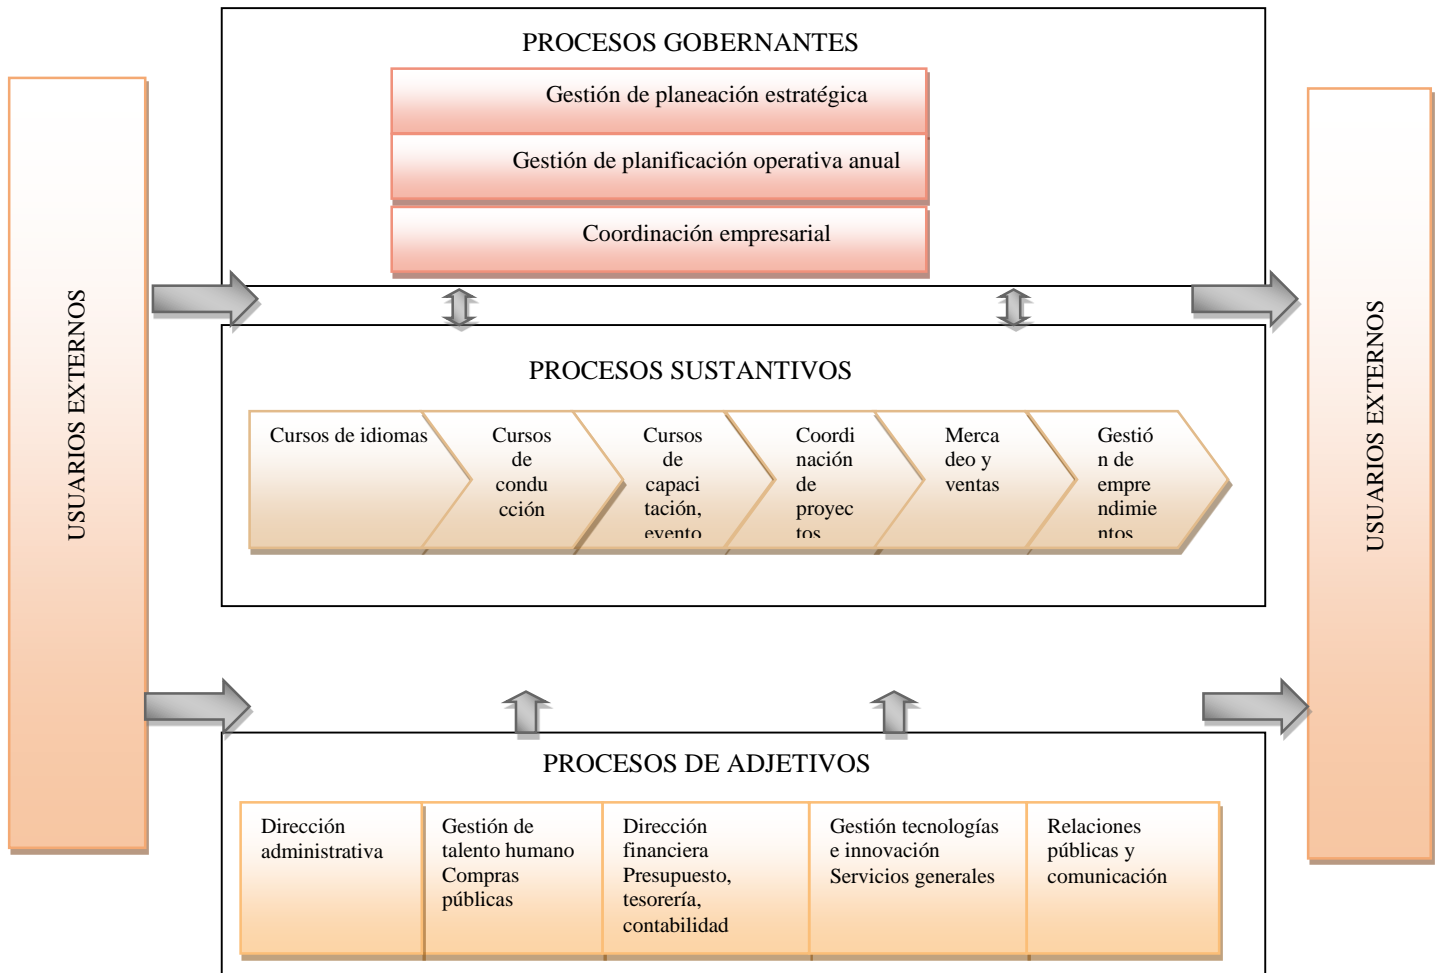 PROCESOS GOBERNANTES
Gestión de planeación estratégica
Gestión de planificación operativa anual
Coordinación empresarial
USUARIOS EXTERNOS
USUARIOS EXTERNOS
PROCESOS SUSTANTIVOS
Cursos de idiomas
Cursos
de
condu
cción
Cursos
de
capaci
tación,
evento
Coordi
nación
de
proyec
tos
Merca
deo y
ventas
Gestió
n de
empre
ndimie
ntos
PROCESOS DE ADJETIVOS
Dirección
administrativa
Gestión de
talento humano
Compras
públicas
Dirección
financiera
Presupuesto,
tesorería,
contabilidad
Gestión tecnologías
e innovación
Servicios generales
Relaciones
públicas y
comunicación